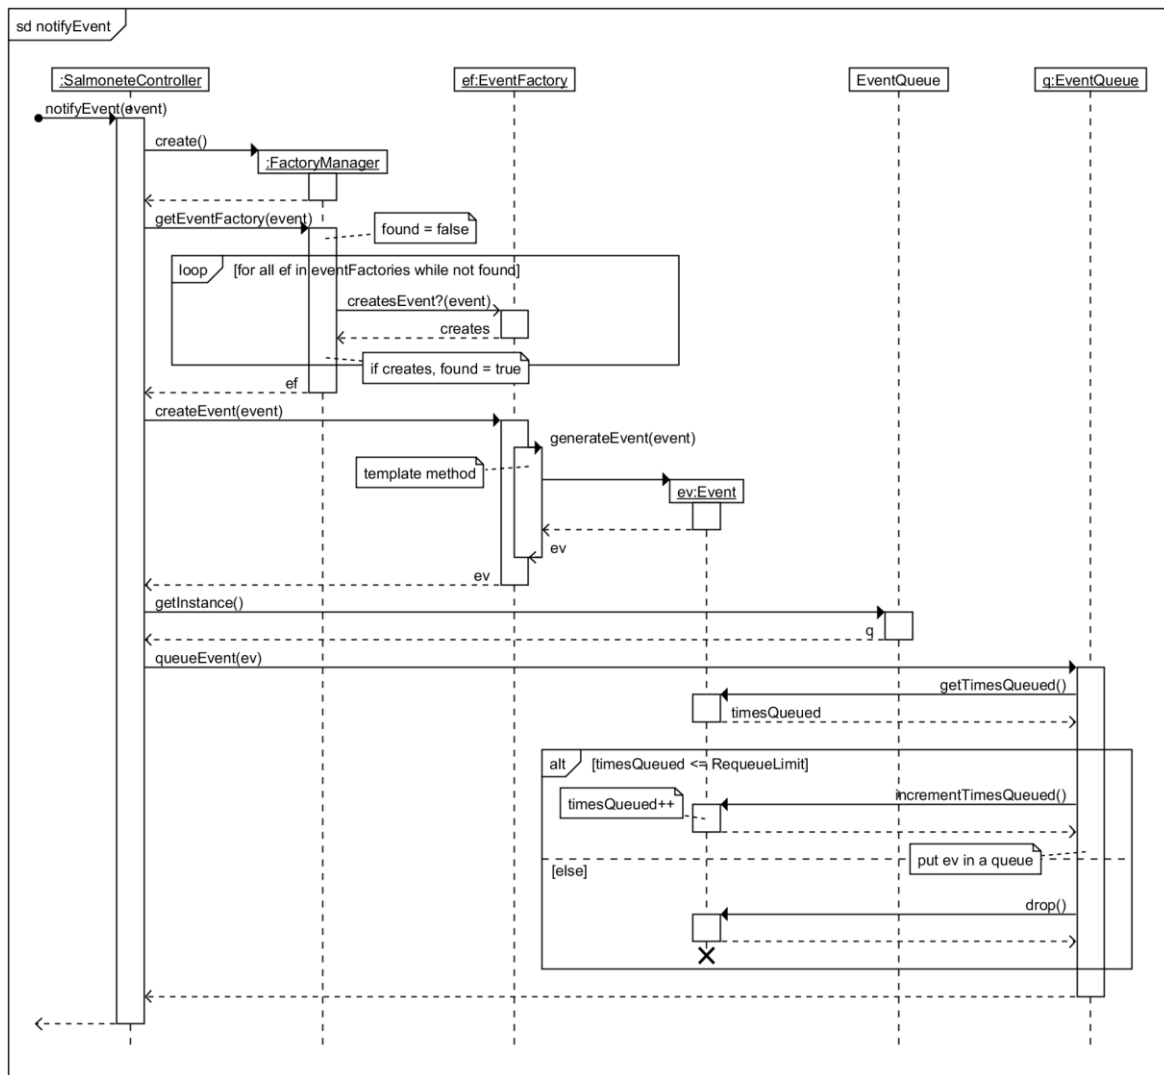 sd notifyEvent
:SalmoneteController
ef:EventFactory
EventQueue
q:EventQueue
notifyEvent(event)
create()
:FactoryManager
getEventFactory(event)
found = false
loop
[for all ef in eventFactories while not found]
createsEvent?(event)
creates
if creates, found = true
ef
createEvent(event)
generateEvent(event)
template method
ev:Event
ev
ev
getInstance()
q
queueEvent(ev)
getTimesQueued()
timesQueued
alt
[timesQueued <= RequeueLimit]
timesQueued++
incrementTimesQueued()
put ev in a queue
[else]
drop()